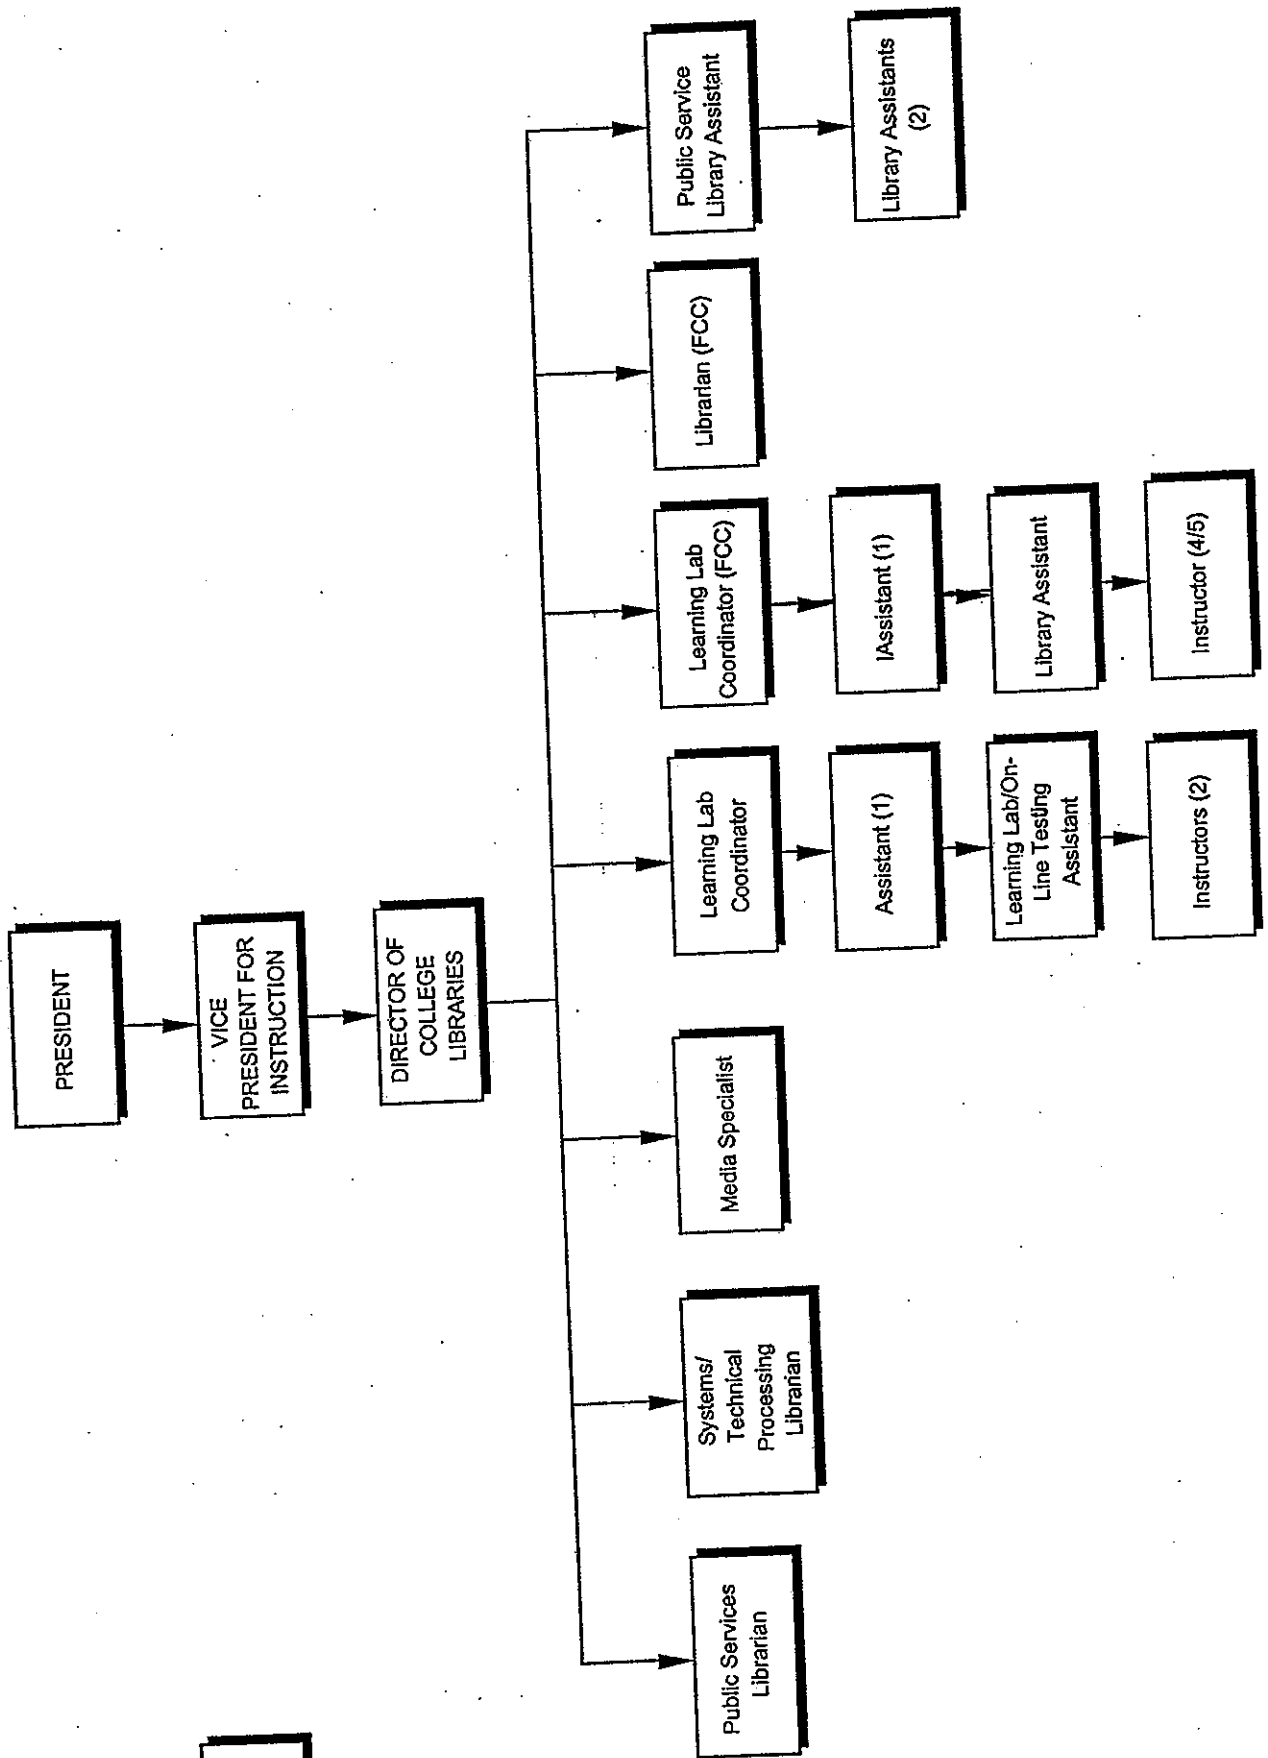 PRESIDENT
VICE
PRESIDENT FOR
INSTRUCTION
DIRECTOR OF
COLLEGE
LIBRARIES
Public Services
Librarian
Systems/
Technical
Processing
Librarian
Media Specialist
Learning Lab
Coordinator
Assistant (1)
Learning Lab/On-
Line Testing
Assistant
Instructors (2)
Learning Lab
Coordinator (FCC)
IAssistant (1)
Library Assistant
Instructor (4/5)
Librarian (FCC)
Public Service
Library Assistant
Library Assistants
(2)